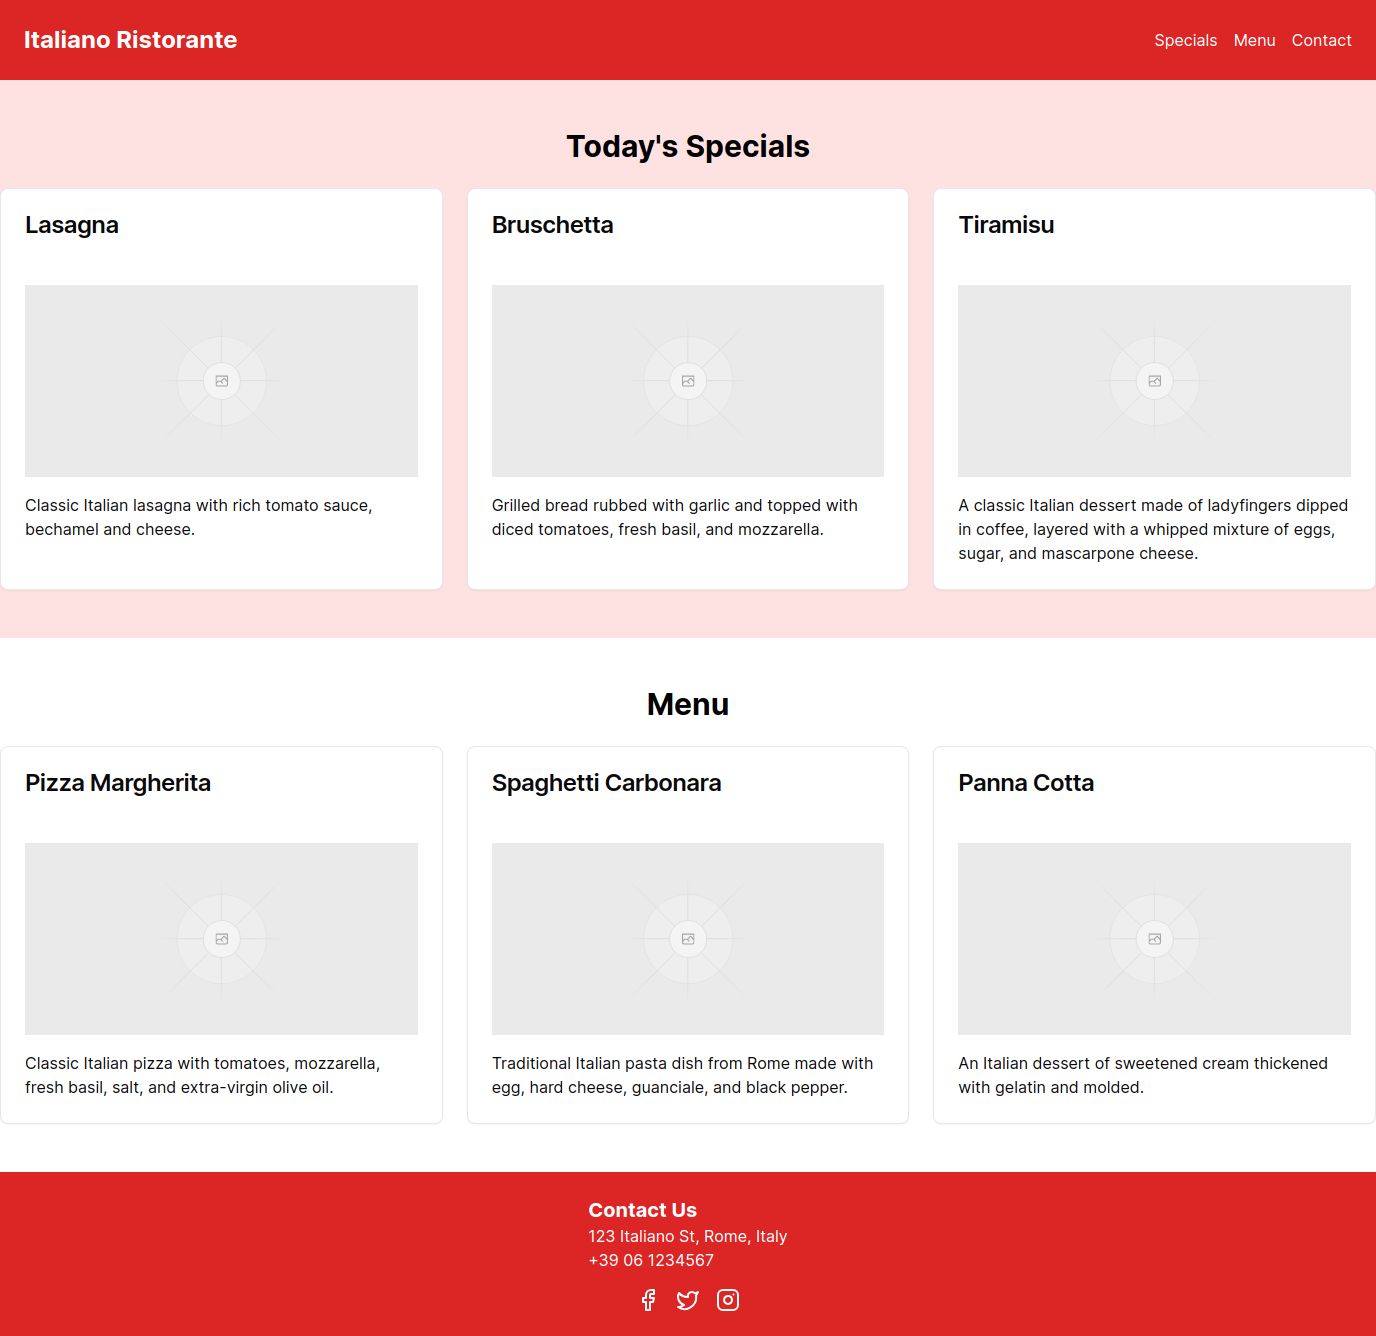 Italiano Ristorante
Specials Menu Contact
Today's Specials
Lasagna
Classic Italian lasagna with rich tomato sauce,
bechamel and cheese.
Bruschetta
Grilled bread rubbed with garlic and topped with
diced tomatoes, fresh basil, and mozzarella.
Tiramisu
A classic Italian dessert made of ladyfingers dipped
in coffee, layered with a whipped mixture of eggs,
sugar, and mascarpone cheese.
Menu
Pizza Margherita
Classic Italian pizza with tomatoes, mozzarella,
fresh basil, salt, and extra-virgin olive oil.
Spaghetti Carbonara
Traditional Italian pasta dish from Rome made with
egg, hard cheese, guanciale, and black pepper.
Panna Cotta
An Italian dessert of sweetened cream thickened
with gelatin and molded.
Contact Us
123 Italiano St, Rome, Italy
+39 06 1234567